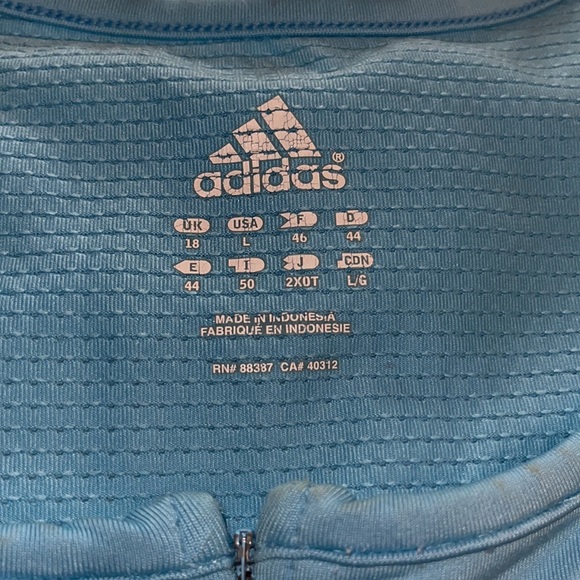 adidas®
UK USA F D
18 L 46 44
E I J CDN
44 50 2XOT L/G
MADE IN INDONESIA
FABRIQUÉ EN INDONESIE
RN# 88387 CA# 40312